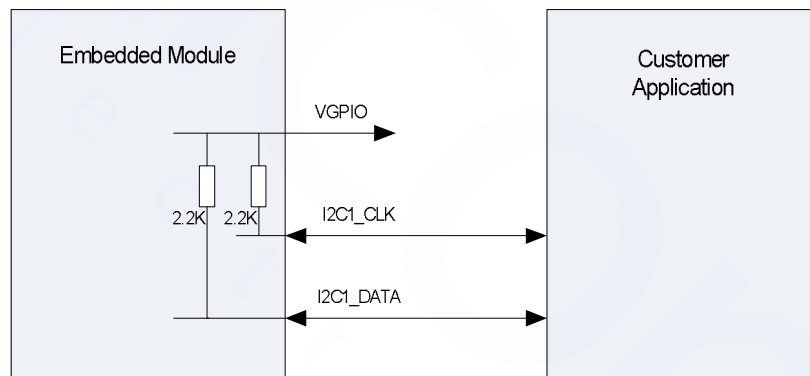 Embedded Module
Customer
Application
VGPIO
2.2K 2.2K
I2C1_CLK
I2C1_DATA